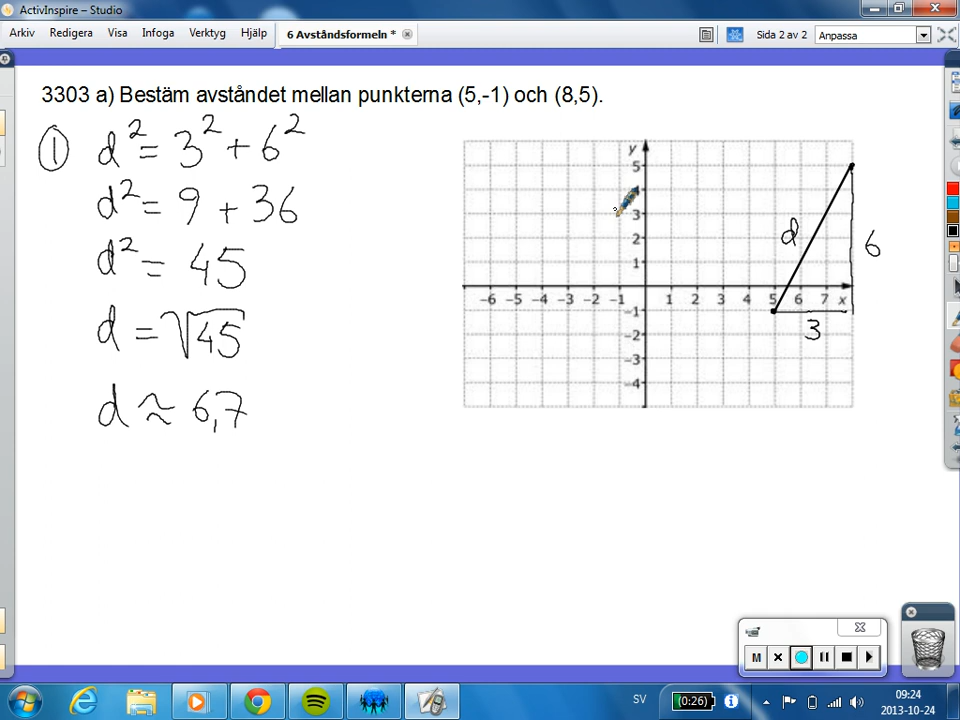 ActivInspire – Studio
Arkiv Redigera Visa Infoga Verktyg Hjälp 6 Avståndsformeln * Sida 2 av 2 Anpassa
3303 a) Bestäm avståndet mellan punkterna (5,-1) och (8,5).
① d² = 3² + 6²
d² = 9 + 36
d² = 45
d = √45
d ≈ 6,7
y
5
3
2
1
−6 −5 −4 −3 −2 −1 1 2 3 4 5 6 7 x
−1
−2
−3
−4
d
6
3
M
SV (0:26) 09:24
2013-10-24